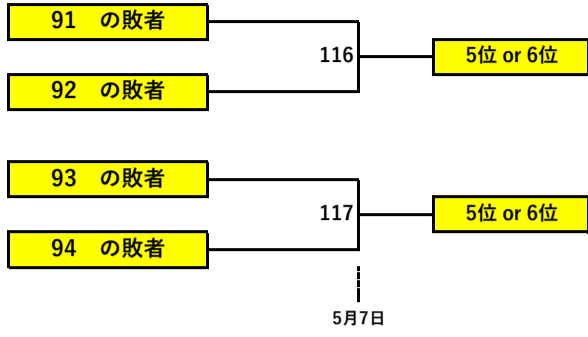 91　の敗者
116
5位 or 6位
92　の敗者
93　の敗者
117
5位 or 6位
94　の敗者
5月7日